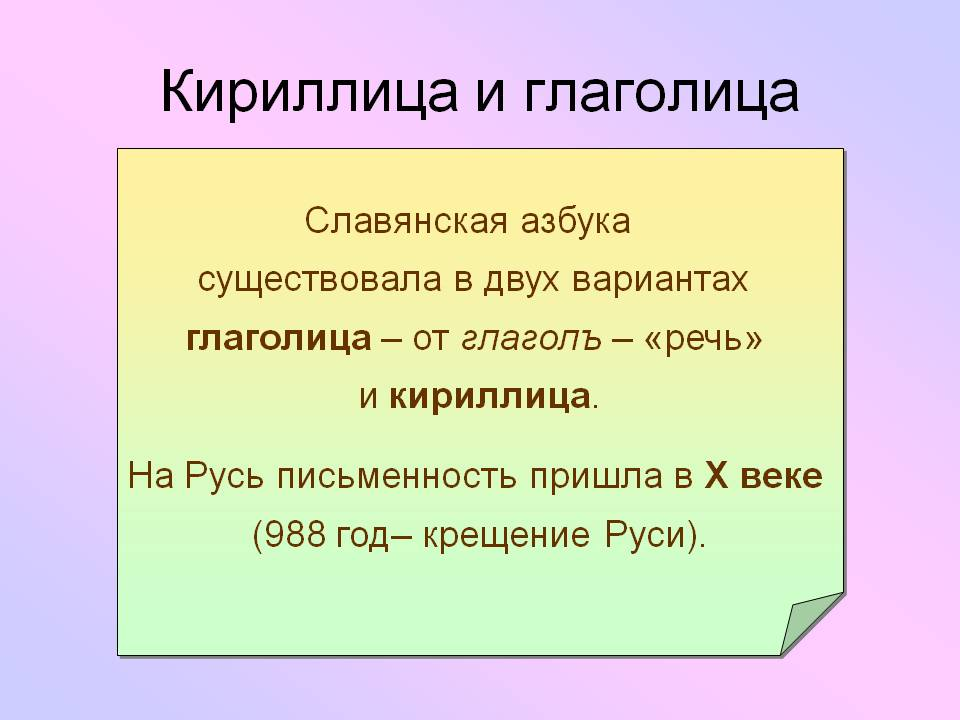 Кириллица и глаголица
Славянская азбука
существовала в двух вариантах
глаголица – от глаголъ – «речь»
и кириллица.
На Русь письменность пришла в X веке
(988 год– крещение Руси).